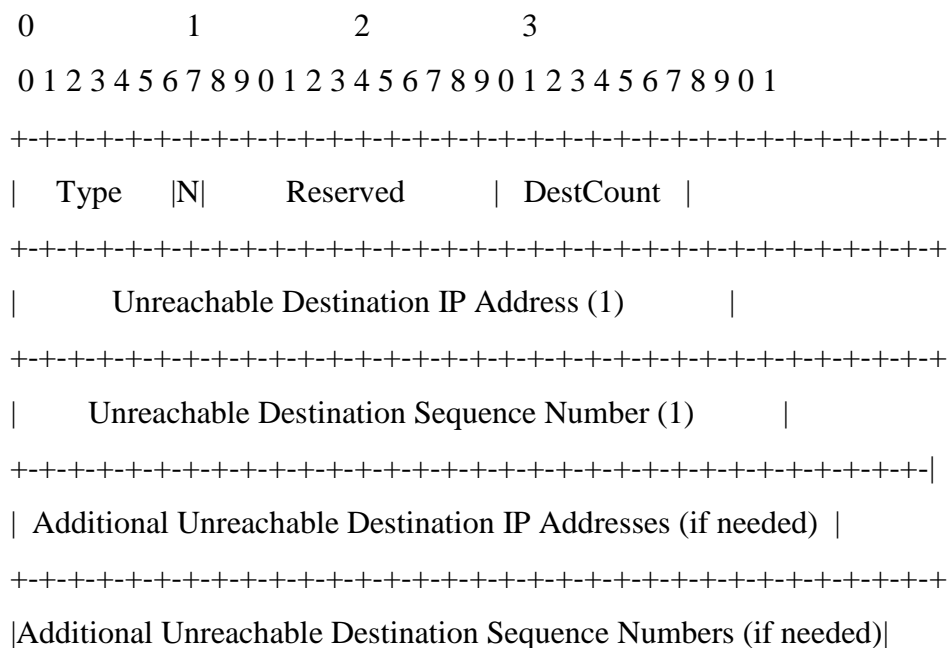 0 1 2 3
0 1 2 3 4 5 6 7 8 9 0 1 2 3 4 5 6 7 8 9 0 1 2 3 4 5 6 7 8 9 0 1
+-+-+-+-+-+-+-+-+-+-+-+-+-+-+-+-+-+-+-+-+-+-+-+-+-+-+-+-+-+-+-+-+
| Type |N| Reserved | DestCount |
+-+-+-+-+-+-+-+-+-+-+-+-+-+-+-+-+-+-+-+-+-+-+-+-+-+-+-+-+-+-+-+-+
| Unreachable Destination IP Address (1) |
+-+-+-+-+-+-+-+-+-+-+-+-+-+-+-+-+-+-+-+-+-+-+-+-+-+-+-+-+-+-+-+-+
| Unreachable Destination Sequence Number (1) |
+-+-+-+-+-+-+-+-+-+-+-+-+-+-+-+-+-+-+-+-+-+-+-+-+-+-+-+-+-+-+-+-|
| Additional Unreachable Destination IP Addresses (if needed) |
+-+-+-+-+-+-+-+-+-+-+-+-+-+-+-+-+-+-+-+-+-+-+-+-+-+-+-+-+-+-+-+-+
|Additional Unreachable Destination Sequence Numbers (if needed)|